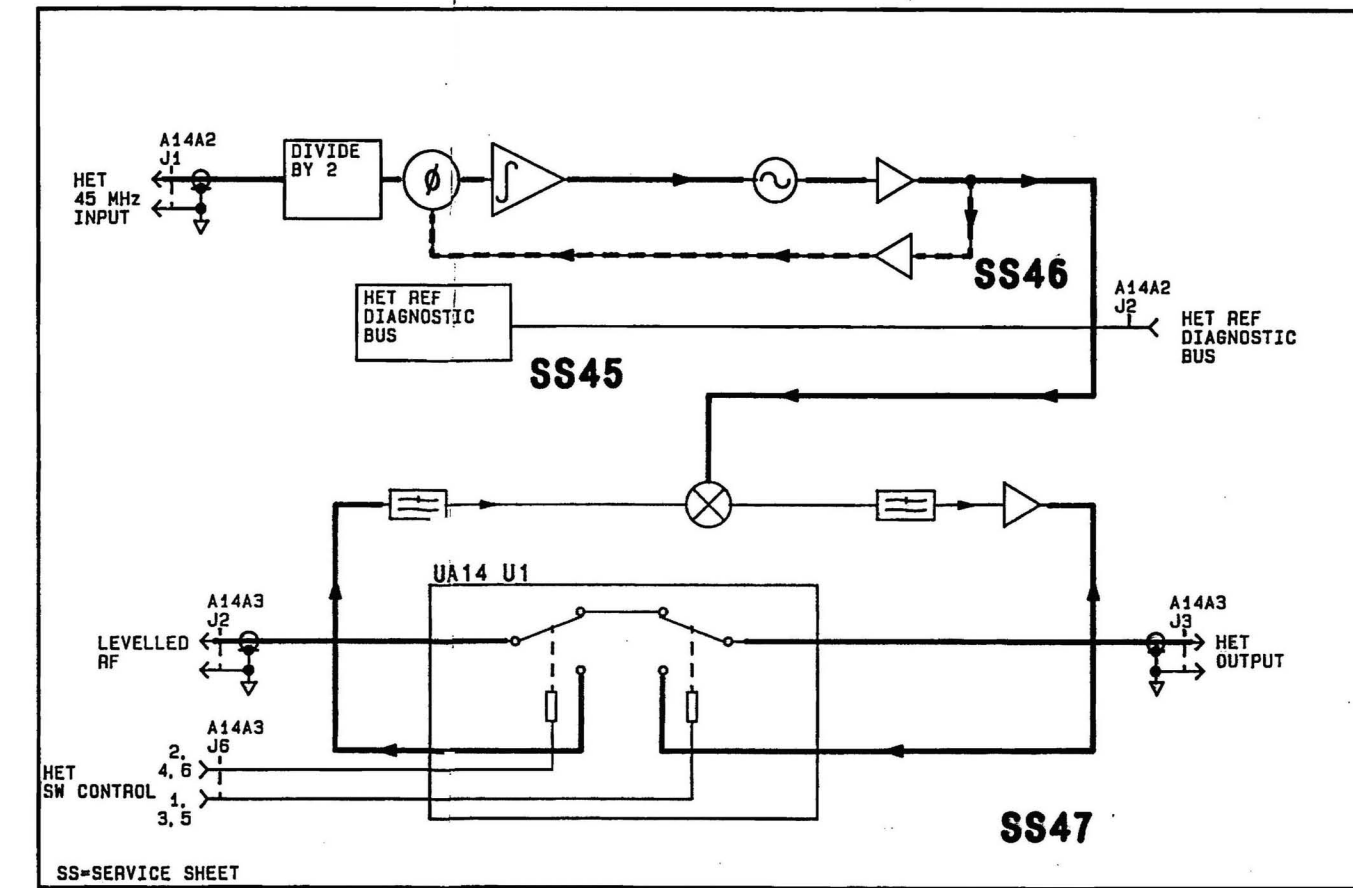 A14A2
J1
HET
45 MHz
INPUT
DIVIDE
BY 2
ϕ
∫
SS46
HET REF
DIAGNOSTIC
BUS
SS45
A14A2
J2
HET REF
DIAGNOSTIC
BUS
UA14 U1
A14A3
J2
LEVELLED
RF
A14A3
J3
HET
OUTPUT
A14A3
J6
2,
4,6
HET
SW CONTROL
1,
3,5
SS47
SS=SERVICE SHEET